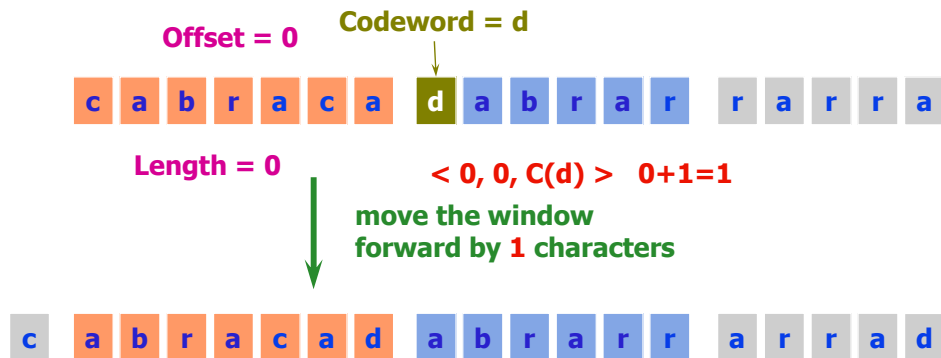 Codeword = d
Offset = 0
c a b r a c a d a b r a r r a r r a
Length = 0
< 0, 0, C(d) > 0+1=1
move the window
forward by 1 characters
c a b r a c a d a b r a r r a r r a d